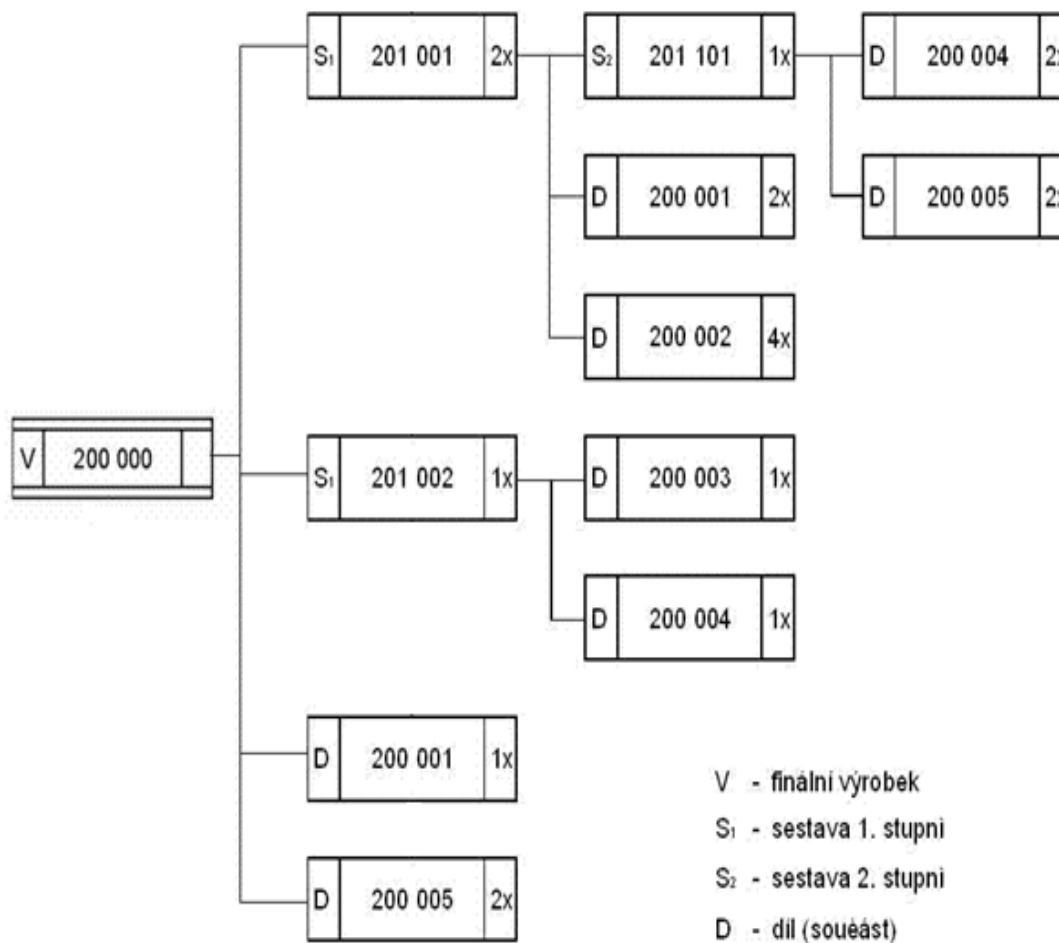 S₁ 201 001 2x
S₂ 201 101 1x
D 200 004 2x
D 200 001 2x
D 200 005 2x
D 200 002 4x
V 200 000
S₁ 201 002 1x
D 200 003 1x
D 200 004 1x
D 200 001 1x
D 200 005 2x
V - finální výrobek
S₁ - sestava 1. stupni
S₂ - sestava 2. stupni
D - díl (souèást)